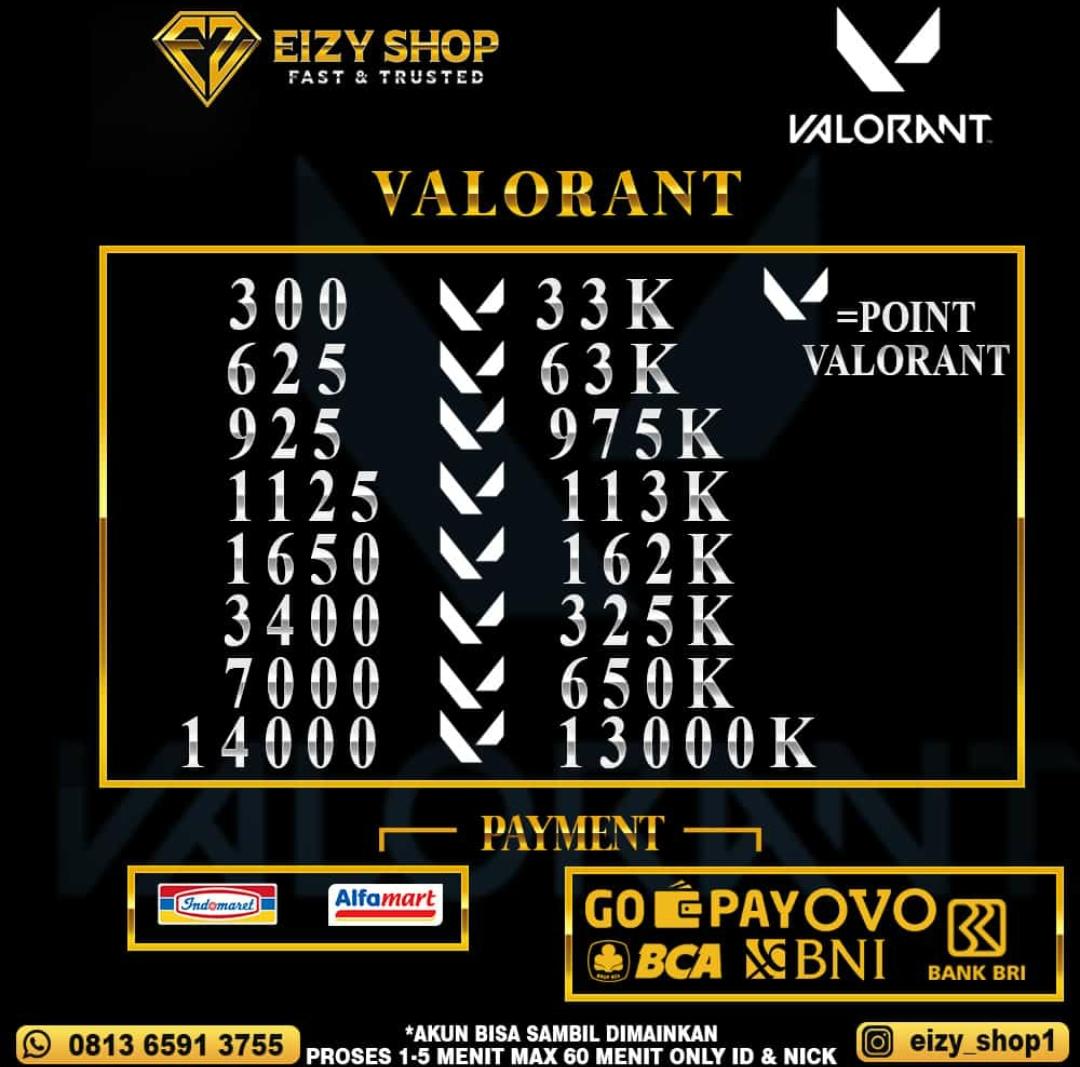 EIZY SHOP
FAST & TRUSTED
VALORANT
VALORANT
300 33K
=POINT
VALORANT
625 63K
925 975K
1125 113K
1650 162K
3400 325K
7000 650K
14000 13000K
PAYMENT
Indomaret Alfamart
GOPAY OVO
BCA BNI BANK BRI
0813 6591 3755
*AKUN BISA SAMBIL DIMAINKAN
PROSES 1-5 MENIT MAX 60 MENIT ONLY ID & NICK
eizy_shop1